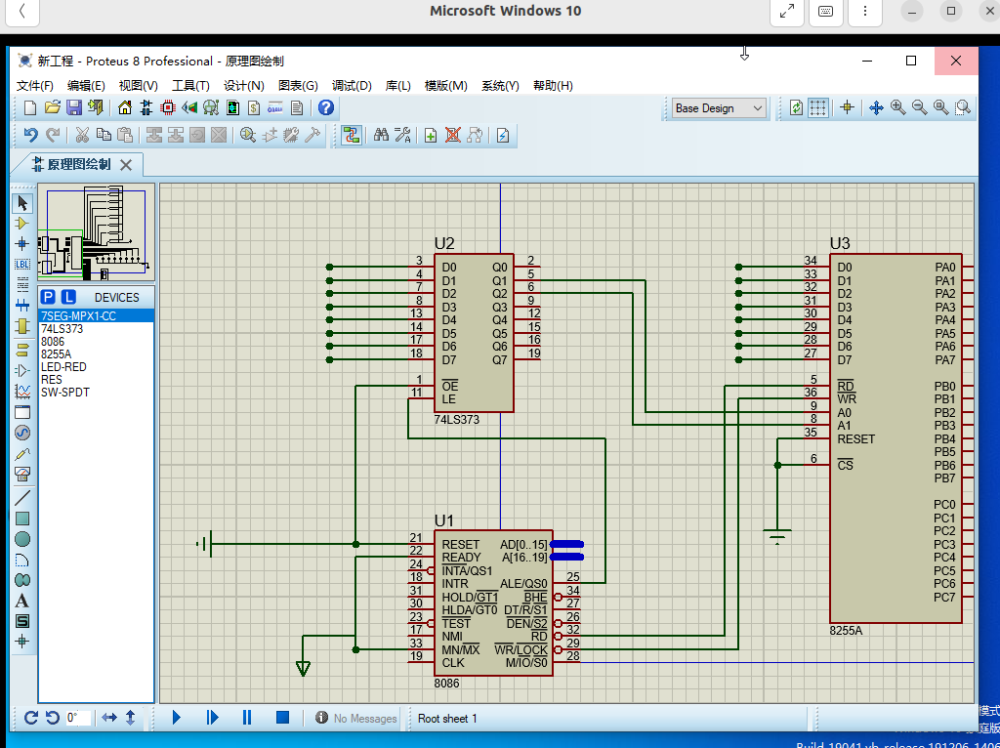 Microsoft Windows 10
新工程 - Proteus 8 Professional - 原理图绘制
文件(F) 编辑(E) 视图(V) 工具(T) 设计(N) 图表(G) 调试(D) 库(L) 模版(M) 系统(Y) 帮助(H)
Base Design
原理图绘制
LBL
P L DEVICES
7SEG-MPX1-CC
74LS373
8086
8255A
LED-RED
RES
SW-SPDT
A
S
U2
3 D0 Q0 2
4 D1 Q1 5
7 D2 Q2 6
8 D3 Q3 9
13 D4 Q4 12
14 D5 Q5 15
17 D6 Q6 16
18 D7 Q7 19
1 OE
11 LE
74LS373
U3
34 D0 PA0
33 D1 PA1
32 D2 PA2
31 D3 PA3
30 D4 PA4
29 D5 PA5
28 D6 PA6
27 D7 PA7
5 RD PB0
36 WR PB1
9 A0 PB2
8 A1 PB3
35 RESET PB4
PB5
6 CS PB6
PB7
PC0
PC1
PC2
PC3
PC4
PC5
PC6
PC7
8255A
U1
21 RESET AD[0..15]
22 READY A[16..19]
24 INTA/QS1
18 INTR ALE/QS0 25
31 HOLD/GT1 BHE 34
30 HLDA/GT0 DT/R/S1 27
23 TEST DEN/S2 26
17 NMI RD 32
33 MN/MX WR/LOCK 29
19 CLK M/IO/S0 28
8086
0°
No Messages
Root sheet 1
模式
庭版
Build 19041.vb_release.191206-1406